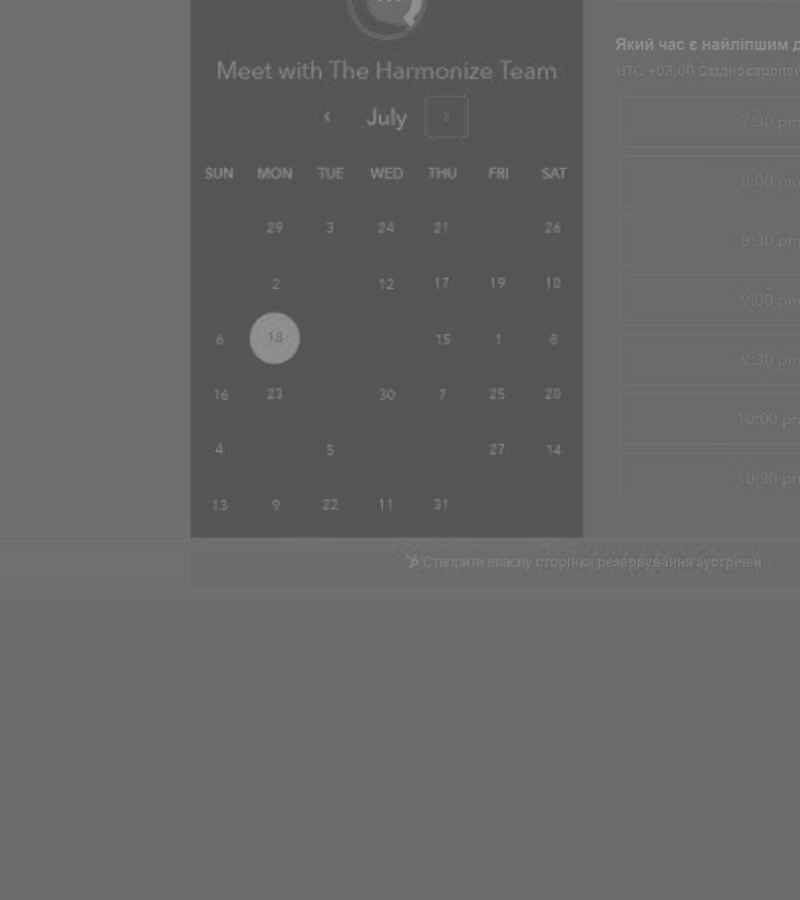 Meet with The Harmonize Team
July
SUN MON TUE WED THU FRI SAT
29 3 24 21 26
2 12 17 19 10
6 18 15 1 8
16 23 30 7 25 20
4 5 27 14
13 9 22 11 31
Який час є найліпшим
UTC +03:00
7:30 pm
8:00 pm
8:30 pm
9:00 pm
9:30 pm
10:00 pm
10:30 pm
Створити власну сторінка резервування зустрічей